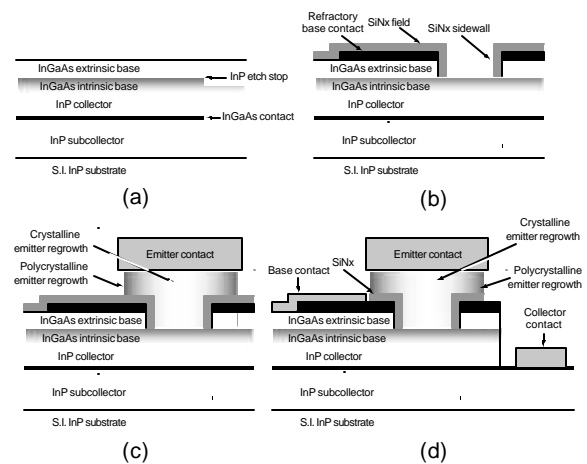 InGaAs extrinsic base
InP etch stop
InGaAs intrinsic base
InP collector
InGaAs contact
InP subcollector
S.I. InP substrate
(a)
Refractory
base contact
SiNx field
SiNx sidewall
InGaAs extrinsic base
InGaAs intrinsic base
InP collector
InP subcollector
S.I. InP substrate
(b)
Crystalline
emitter regrowth
Polycrystalline
emitter regrowth
Emitter contact
InGaAs extrinsic base
InGaAs intrinsic base
InP collector
InP subcollector
S.I. InP substrate
(c)
Base contact
SiNx
Emitter contact
Crystalline
emitter regrowth
Polycrystalline
emitter regrowth
Collector
contact
InGaAs extrinsic base
InGaAs intrinsic base
InP collector
InP subcollector
S.I. InP substrate
(d)